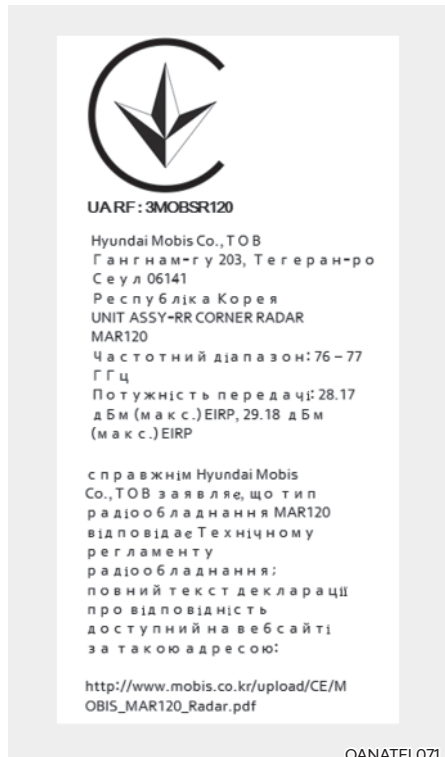 UA RF : 3MOBSR120
Hyundai Mobis Co., ТОВ
Гангнам-гу 203, Тегеран-ро
Сеул 06141
Республіка Корея
UNIT ASSY-RR CORNER RADAR
MAR120
Частотний діапазон: 76 – 77
ГГц
Потужність передачі: 28.17
дБм (макс.) EIRP, 29.18 дБм
(макс.) EIRP
справжнім Hyundai Mobis
Co., ТОВ заявляє, що тип
радіообладнання MAR120
відповідає Технічному
регламенту
радіообладнання;
повний текст декларації
про відповідність
доступний на вебсайті
за такою адресою:
http://www.mobis.co.kr/upload/CE/M
OBIS_MAR120_Radar.pdf
OANATEL071